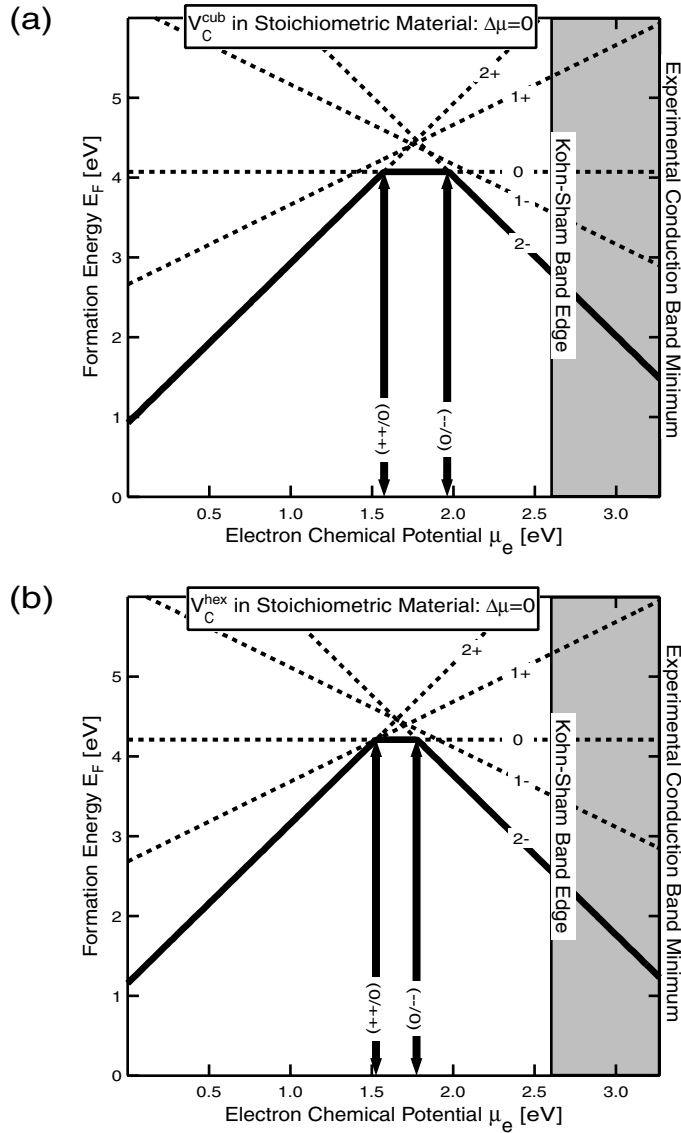 (a)
V_C^cub in Stoichiometric Material: Δμ=0
Formation Energy E_F [eV]
5
4
3
2
1
0
2+
1+
0
1-
2-
(++/0)
(0/--)
Kohn-Sham Band Edge
Experimental Conduction Band Minimum
0.5 1.0 1.5 2.0 2.5 3.0
Electron Chemical Potential μ_e [eV]
(b)
V_C^hex in Stoichiometric Material: Δμ=0
Formation Energy E_F [eV]
5
4
3
2
1
0
2+
1+
0
1-
2-
(++/0)
(0/--)
Kohn-Sham Band Edge
Experimental Conduction Band Minimum
0.5 1.0 1.5 2.0 2.5 3.0
Electron Chemical Potential μ_e [eV]